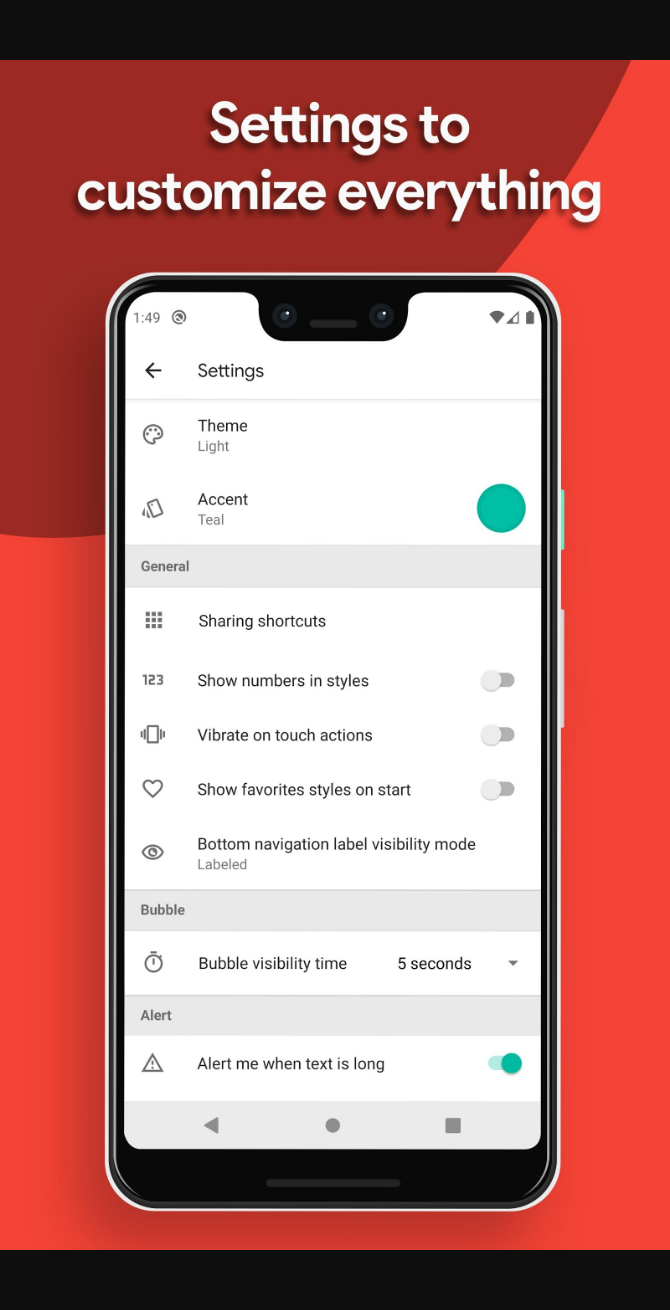 Settings to
customize everything
1:49
Settings
Theme
Light
Accent
Teal
General
Sharing shortcuts
123
Show numbers in styles
Vibrate on touch actions
Show favorites styles on start
Bottom navigation label visibility mode
Labeled
Bubble
Bubble visibility time 5 seconds
Alert
Alert me when text is long